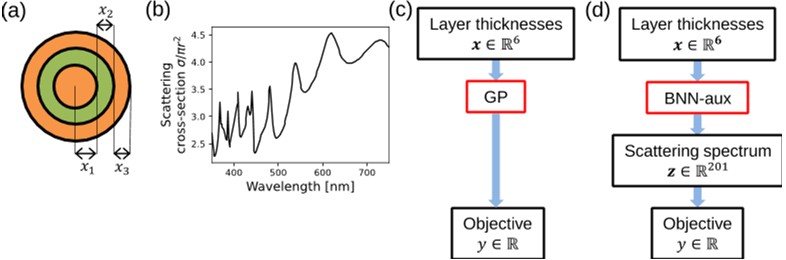 (a)
x₂
x₁
x₃
(b)
Scattering
cross-section σ/πr²
4.5
4.0
3.5
3.0
2.5
400
500
600
700
Wavelength [nm]
(c)
Layer thicknesses
x ∈ ℝ⁶
GP
Objective
y ∈ ℝ
(d)
Layer thicknesses
x ∈ ℝ⁶
BNN-aux
Scattering spectrum
z ∈ ℝ²⁰¹
Objective
y ∈ ℝ